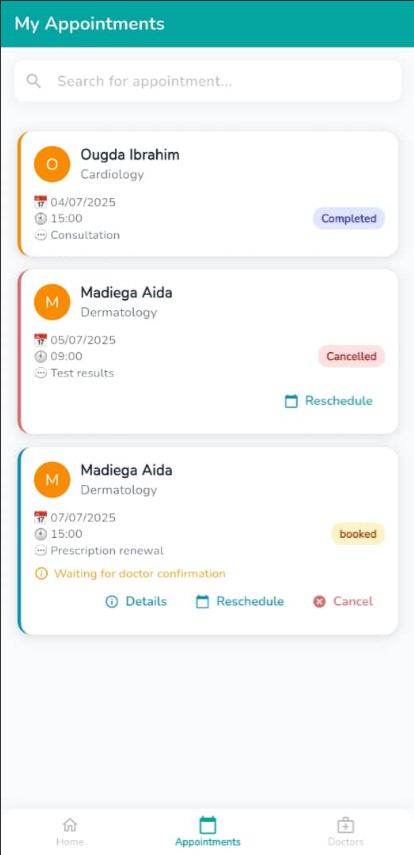 My Appointments
Search for appointment...
O
Ougda Ibrahim
Cardiology
04/07/2025
15:00
Consultation
Completed
M
Madiega Aida
Dermatology
05/07/2025
09:00
Test results
Cancelled
Reschedule
M
Madiega Aida
Dermatology
07/07/2025
15:00
Prescription renewal
booked
Waiting for doctor confirmation
Details Reschedule Cancel
Home Appointments Doctors